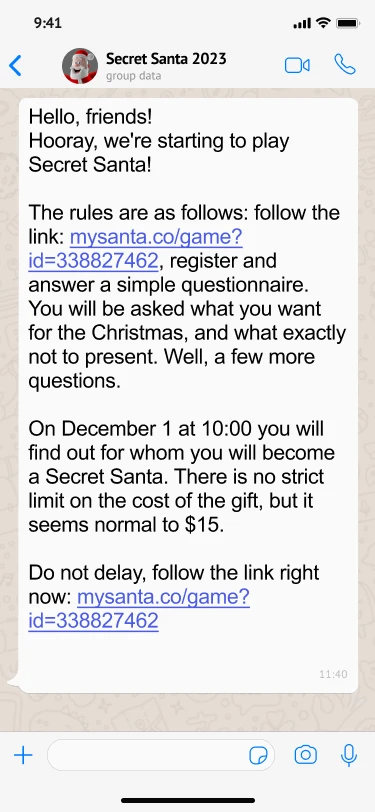 9:41
Secret Santa 2023
group data
Hello, friends!
Hooray, we're starting to play
Secret Santa!
The rules are as follows: follow the
link: mysanta.co/game?
id=338827462, register and
answer a simple questionnaire.
You will be asked what you want
for the Christmas, and what exactly
not to present. Well, a few more
questions.
On December 1 at 10:00 you will
find out for whom you will become
a Secret Santa. There is no strict
limit on the cost of the gift, but it
seems normal to $15.
Do not delay, follow the link right
now: mysanta.co/game?
id=338827462
11:40